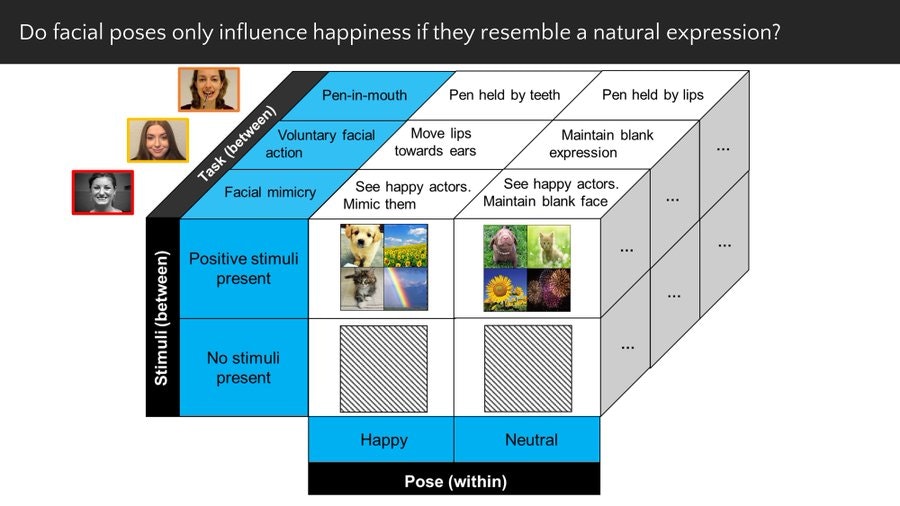 Do facial poses only influence happiness if they resemble a natural expression?
Task (between)
Pen-in-mouth
Pen held by teeth
Pen held by lips
Voluntary facial
action
Move lips
towards ears
Maintain blank
expression
...
Facial mimicry
See happy actors.
Mimic them
See happy actors.
Maintain blank face
...
Stimuli (between)
Positive stimuli
present
...
...
...
No stimuli
present
...
Happy
Neutral
Pose (within)